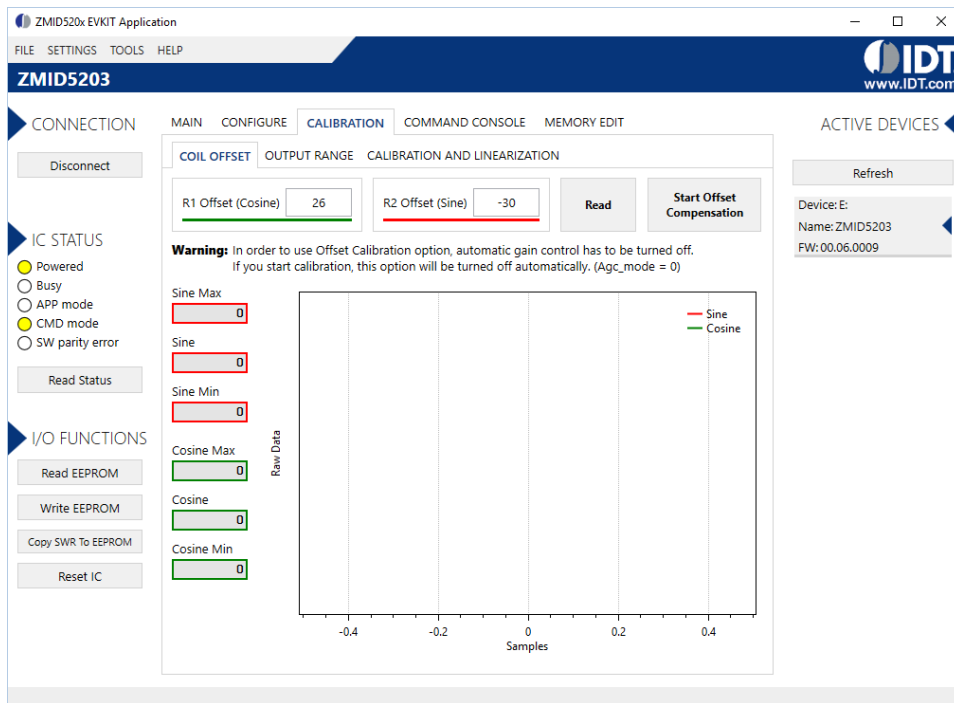 ZMID520x EVKIT Application
FILE SETTINGS TOOLS HELP
ZMID5203
IDT
www.IDT.com
CONNECTION
Disconnect
IC STATUS
Powered
Busy
APP mode
CMD mode
SW parity error
Read Status
I/O FUNCTIONS
Read EEPROM
Write EEPROM
Copy SWR To EEPROM
Reset IC
MAIN CONFIGURE CALIBRATION COMMAND CONSOLE MEMORY EDIT
COIL OFFSET OUTPUT RANGE CALIBRATION AND LINEARIZATION
R1 Offset (Cosine) 26
R2 Offset (Sine) -30
Read
Start Offset
Compensation
Warning: In order to use Offset Calibration option, automatic gain control has to be turned off.
If you start calibration, this option will be turned off automatically. (Agc_mode = 0)
Sine Max
0
Sine
0
Sine Min
0
Cosine Max
0
Cosine
0
Cosine Min
0
Raw Data
Sine
Cosine
-0.4 -0.2 0 0.2 0.4
Samples
ACTIVE DEVICES
Refresh
Device: E:
Name: ZMID5203
FW: 00.06.0009